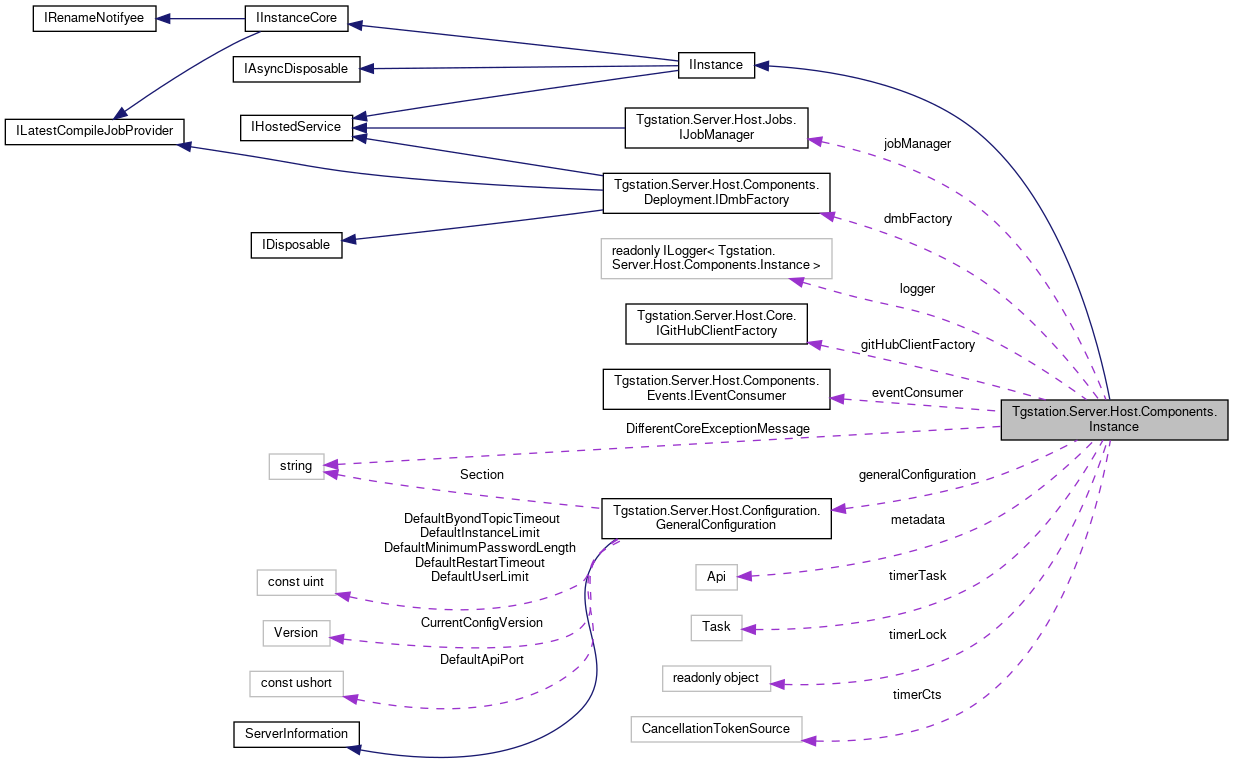 IRenameNotifyee
IInstanceCore
IInstance
IAsyncDisposable
ILatestCompileJobProvider
IHostedService
Tgstation.Server.Host.Jobs.
IJobManager
jobManager
Tgstation.Server.Host.Components.
Deployment.IDmbFactory
dmbFactory
IDisposable
readonly ILogger< Tgstation.
Server.Host.Components.Instance >
logger
Tgstation.Server.Host.Core.
IGitHubClientFactory
gitHubClientFactory
Tgstation.Server.Host.Components.
Events.IEventConsumer
eventConsumer
Tgstation.Server.Host.Components.
Instance
DifferentCoreExceptionMessage
string
Section
generalConfiguration
Tgstation.Server.Host.Configuration.
GeneralConfiguration
metadata
DefaultByondTopicTimeout
DefaultInstanceLimit
DefaultMinimumPasswordLength
DefaultRestartTimeout
DefaultUserLimit
const uint
Api
timerTask
CurrentConfigVersion
Version
Task
timerLock
DefaultApiPort
const ushort
readonly object
timerCts
ServerInformation
CancellationTokenSource